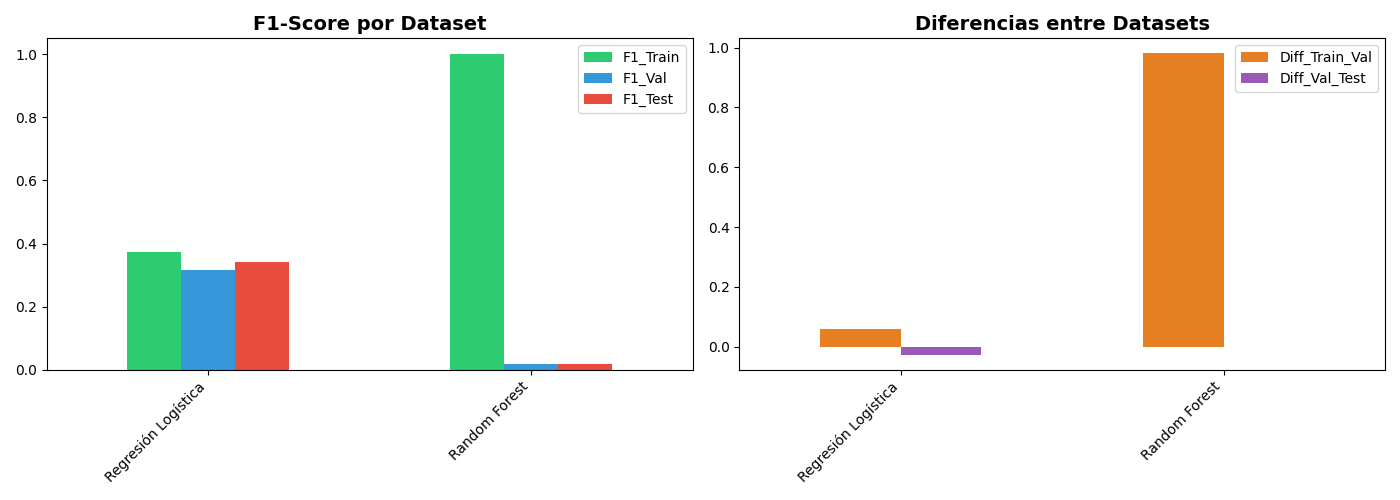 F1-Score por Dataset
1.0
0.8
0.6
0.4
0.2
0.0
F1_Train
F1_Val
F1_Test
Regresión Logística
Random Forest
Diferencias entre Datasets
1.0
0.8
0.6
0.4
0.2
0.0
Diff_Train_Val
Diff_Val_Test
Regresión Logística
Random Forest